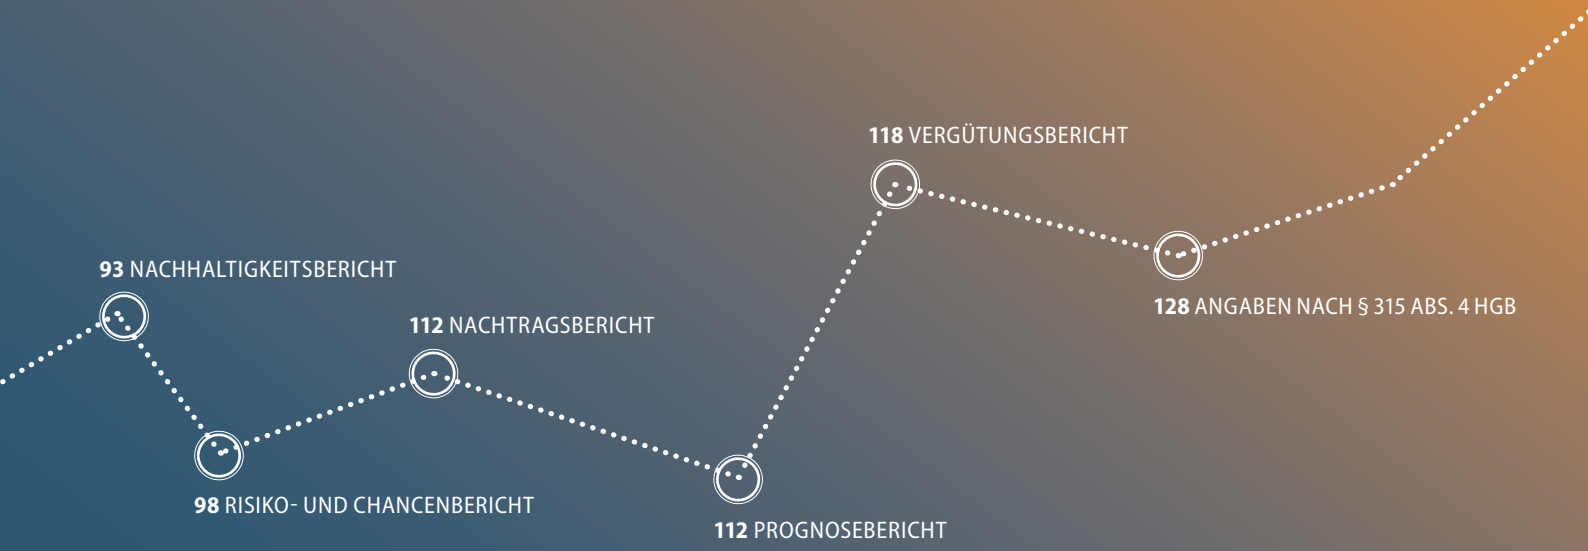 93 NACHHALTIGKEITSBERICHT
98 RISIKO- UND CHANCENBERICHT
112 NACHTRAGSBERICHT
112 PROGNOSEBERICHT
118 VERGÜTUNGSBERICHT
128 ANGABEN NACH § 315 ABS. 4 HGB